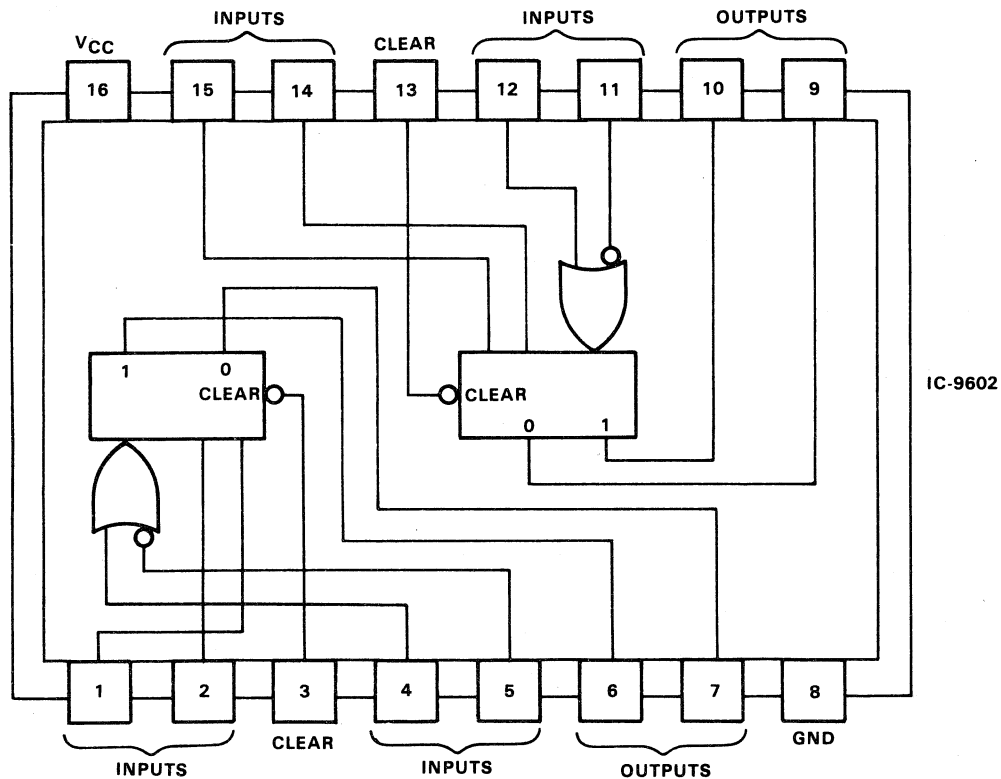 INPUTS
INPUTS
OUTPUTS
VCC
CLEAR
16
15
14
13
12
11
10
9
1
0
CLEAR
CLEAR
0
1
IC-9602
1
2
3
4
5
6
7
8
INPUTS
CLEAR
INPUTS
OUTPUTS
GND